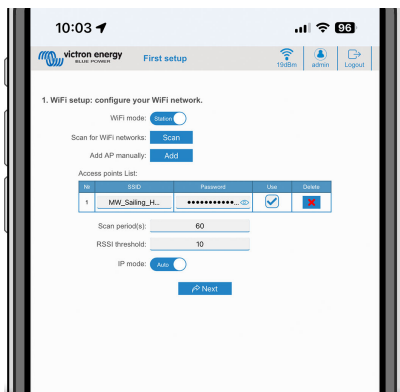 10:03
96
victron energy
BLUE POWER
First setup
19dBm
admin
Logout
1. WiFi setup: configure your WiFi network.
WiFi mode: Station
Scan for WiFi networks: Scan
Add AP manually: Add
Access points List:
Nr SSID Password Use Delete
1 MW_Sailing_H... •••••••••••...
Scan period(s): 60
RSSI threshold: 10
IP mode: Auto
Next